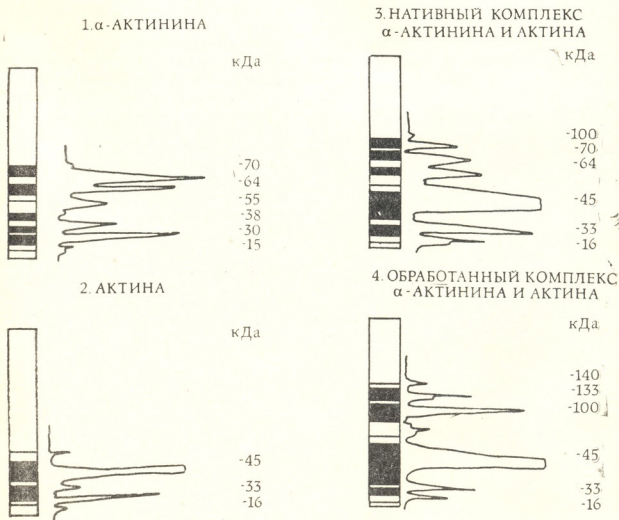 1. α-АКТИНИНА
кДа
-70
-64
-55
-38
-30
-15
2. АКТИНА
кДа
-45
-33
-16
3. НАТИВНЫЙ КОМПЛЕКС
α-АКТИНИНА И АКТИНА
кДа
-100
-70
-64
-45
-33
-16
4. ОБРАБОТАННЫЙ КОМПЛЕКС
α-АКТИНИНА И АКТИНА
кДа
-140
-133
-100
-45
-33
-16